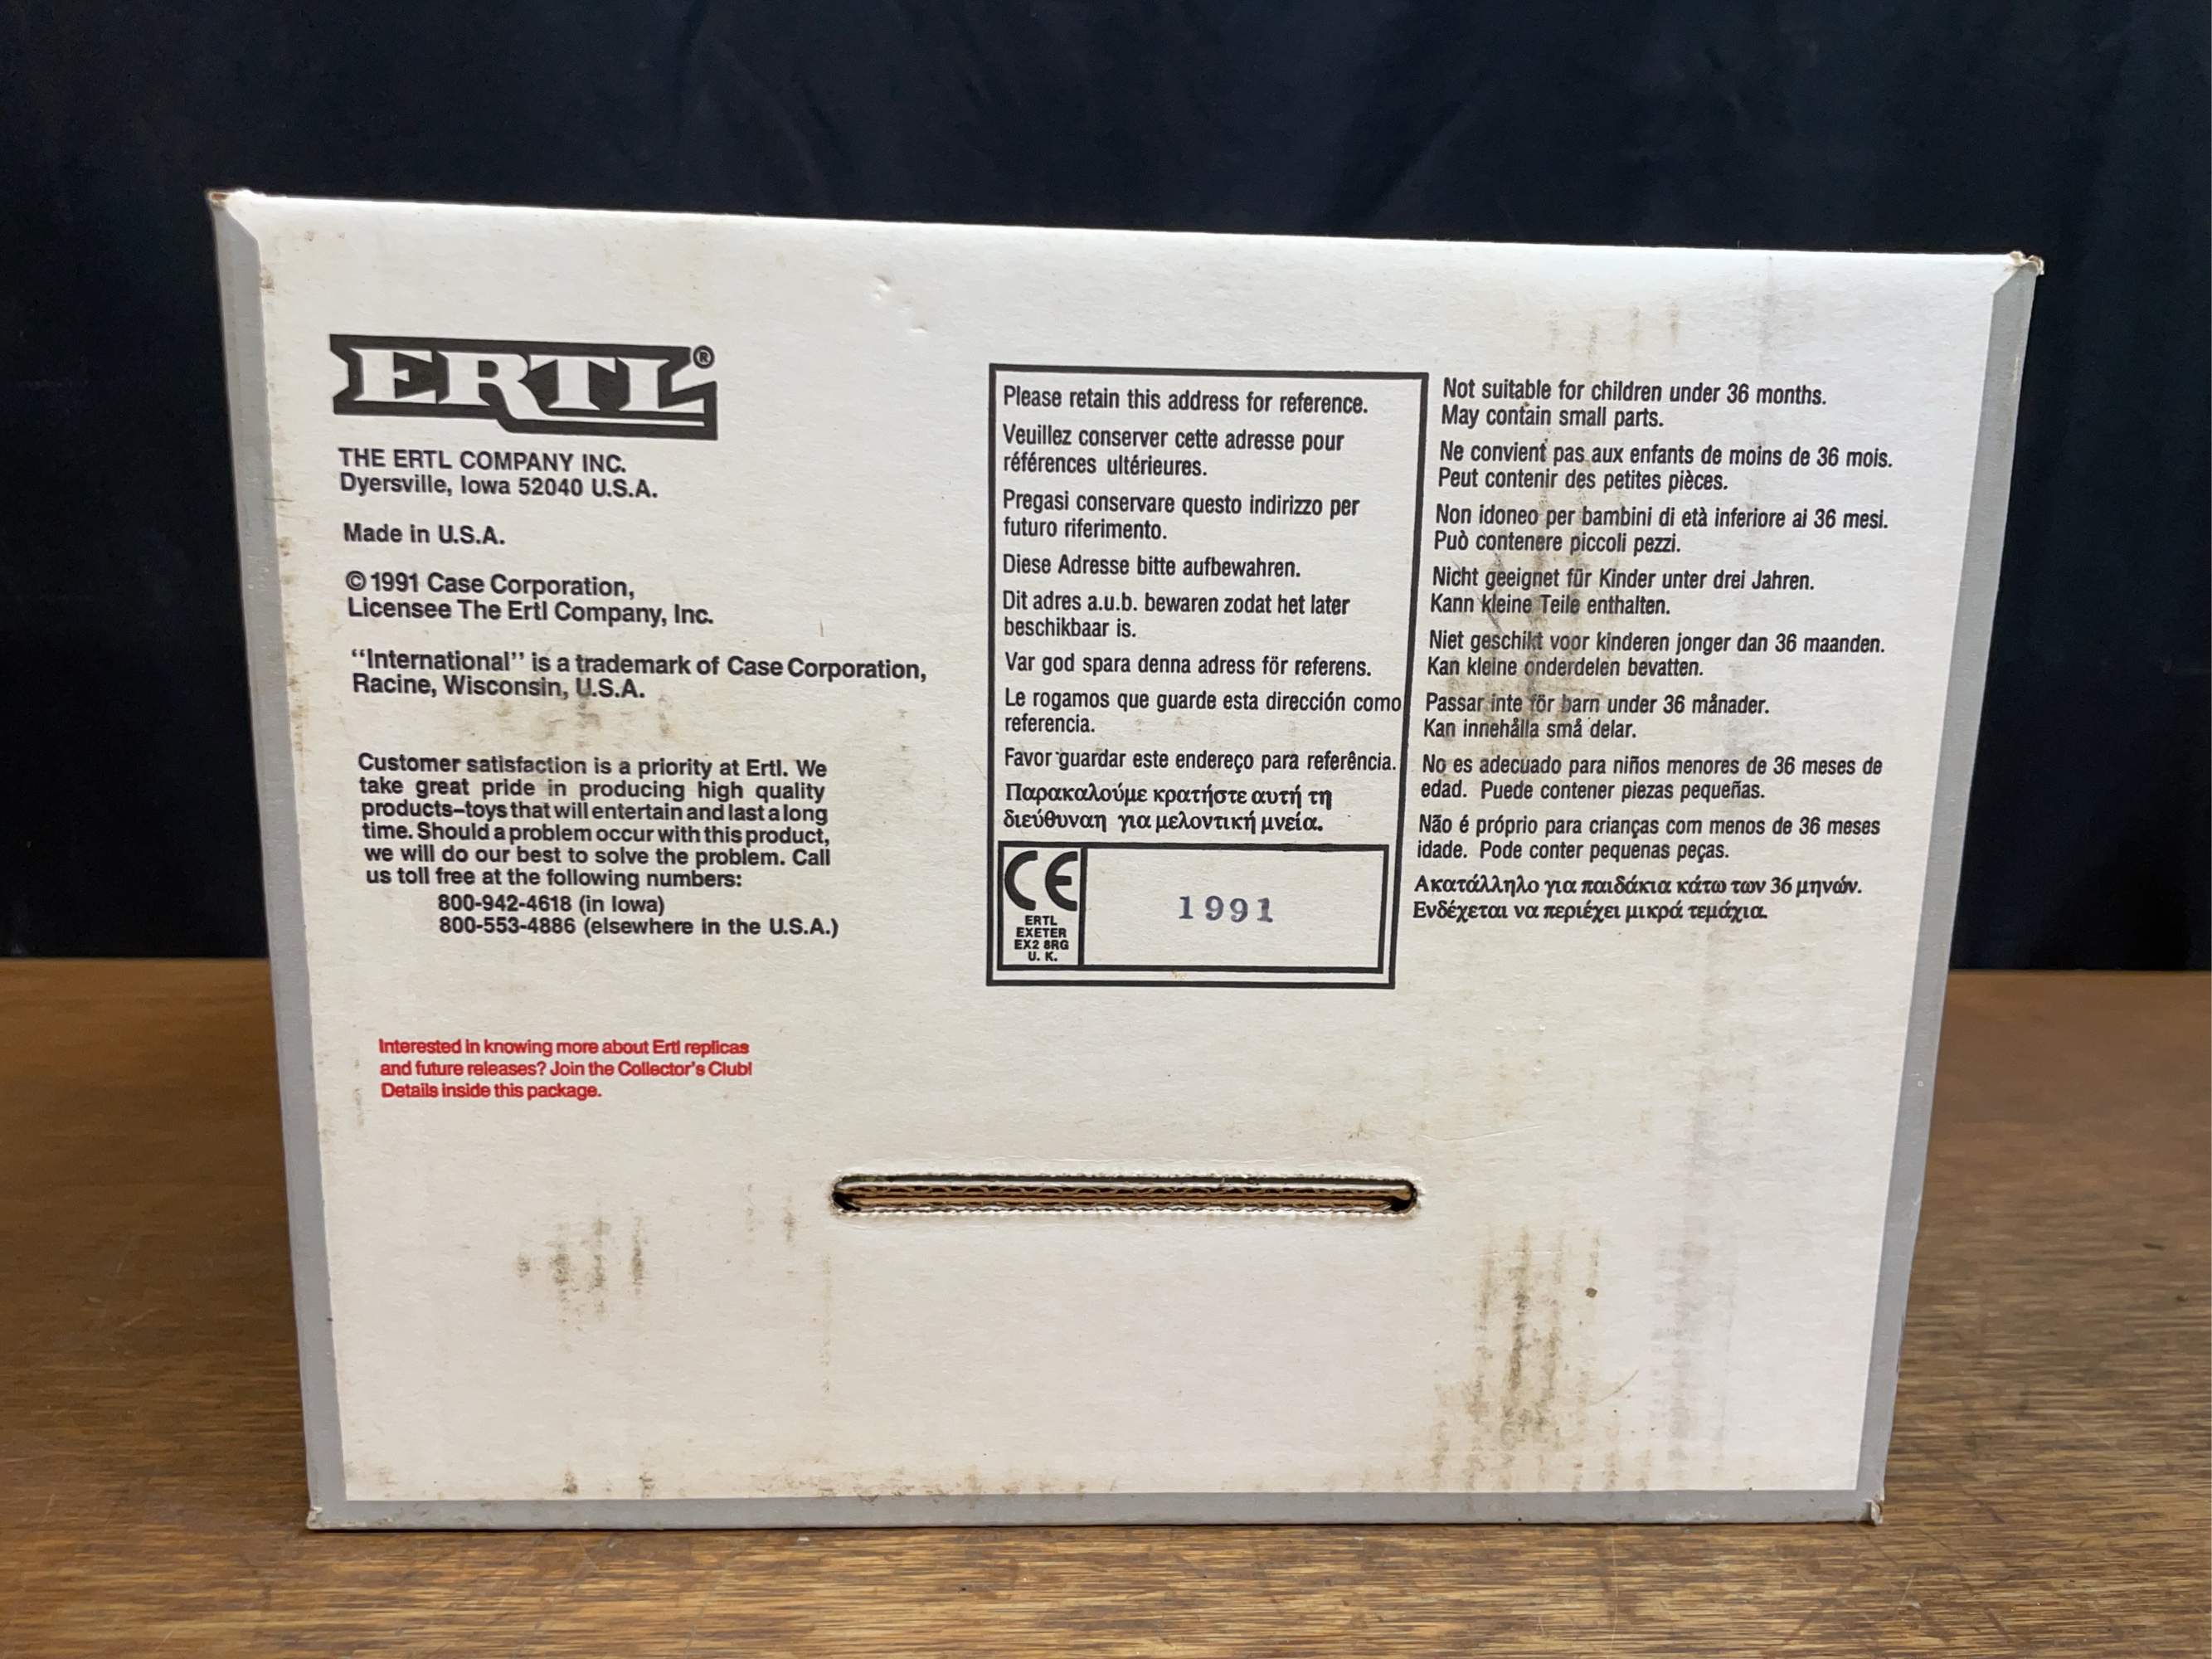 ERTL®
THE ERTL COMPANY INC.
Dyersville, Iowa 52040 U.S.A.
Made in U.S.A.
© 1991 Case Corporation,
Licensee The Ertl Company, Inc.
“International” is a trademark of Case Corporation,
Racine, Wisconsin, U.S.A.
Customer satisfaction is a priority at Ertl. We
take great pride in producing high quality
products–toys that will entertain and last a long
time. Should a problem occur with this product,
we will do our best to solve the problem. Call
us toll free at the following numbers:
800-942-4618 (in Iowa)
800-553-4886 (elsewhere in the U.S.A.)
Interested in knowing more about Ertl replicas
and future releases? Join the Collector's Club!
Details inside this package.
Please retain this address for reference.
Veuillez conserver cette adresse pour
références ultérieures.
Pregasi conservare questo indirizzo per
futuro riferimento.
Diese Adresse bitte aufbewahren.
Dit adres a.u.b. bewaren zodat het later
beschikbaar is.
Var god spara denna adress för referens.
Le rogamos que guarde esta dirección como
referencia.
Favor guardar este endereço para referência.
Παρακαλούμε κρατήστε αυτή τη
διεύθυναη για μελοντική μνεία.
CE
ERTL
EXETER
EX2 8RG
U. K.
1991
Not suitable for children under 36 months.
May contain small parts.
Ne convient pas aux enfants de moins de 36 mois.
Peut contenir des petites pièces.
Non idoneo per bambini di età inferiore ai 36 mesi.
Può contenere piccoli pezzi.
Nicht geeignet für Kinder unter drei Jahren.
Kann kleine Teile enthalten.
Niet geschikt voor kinderen jonger dan 36 maanden.
Kan kleine onderdelen bevatten.
Passar inte för barn under 36 månader.
Kan innehålla små delar.
No es adecuado para niños menores de 36 meses de
edad. Puede contener piezas pequeñas.
Não é próprio para crianças com menos de 36 meses
idade. Pode conter pequenas peças.
Ακατάλληλο για παιδάκια κάτω των 36 μηνών.
Ενδέχεται να περιέχει μικρά τεμάχια.